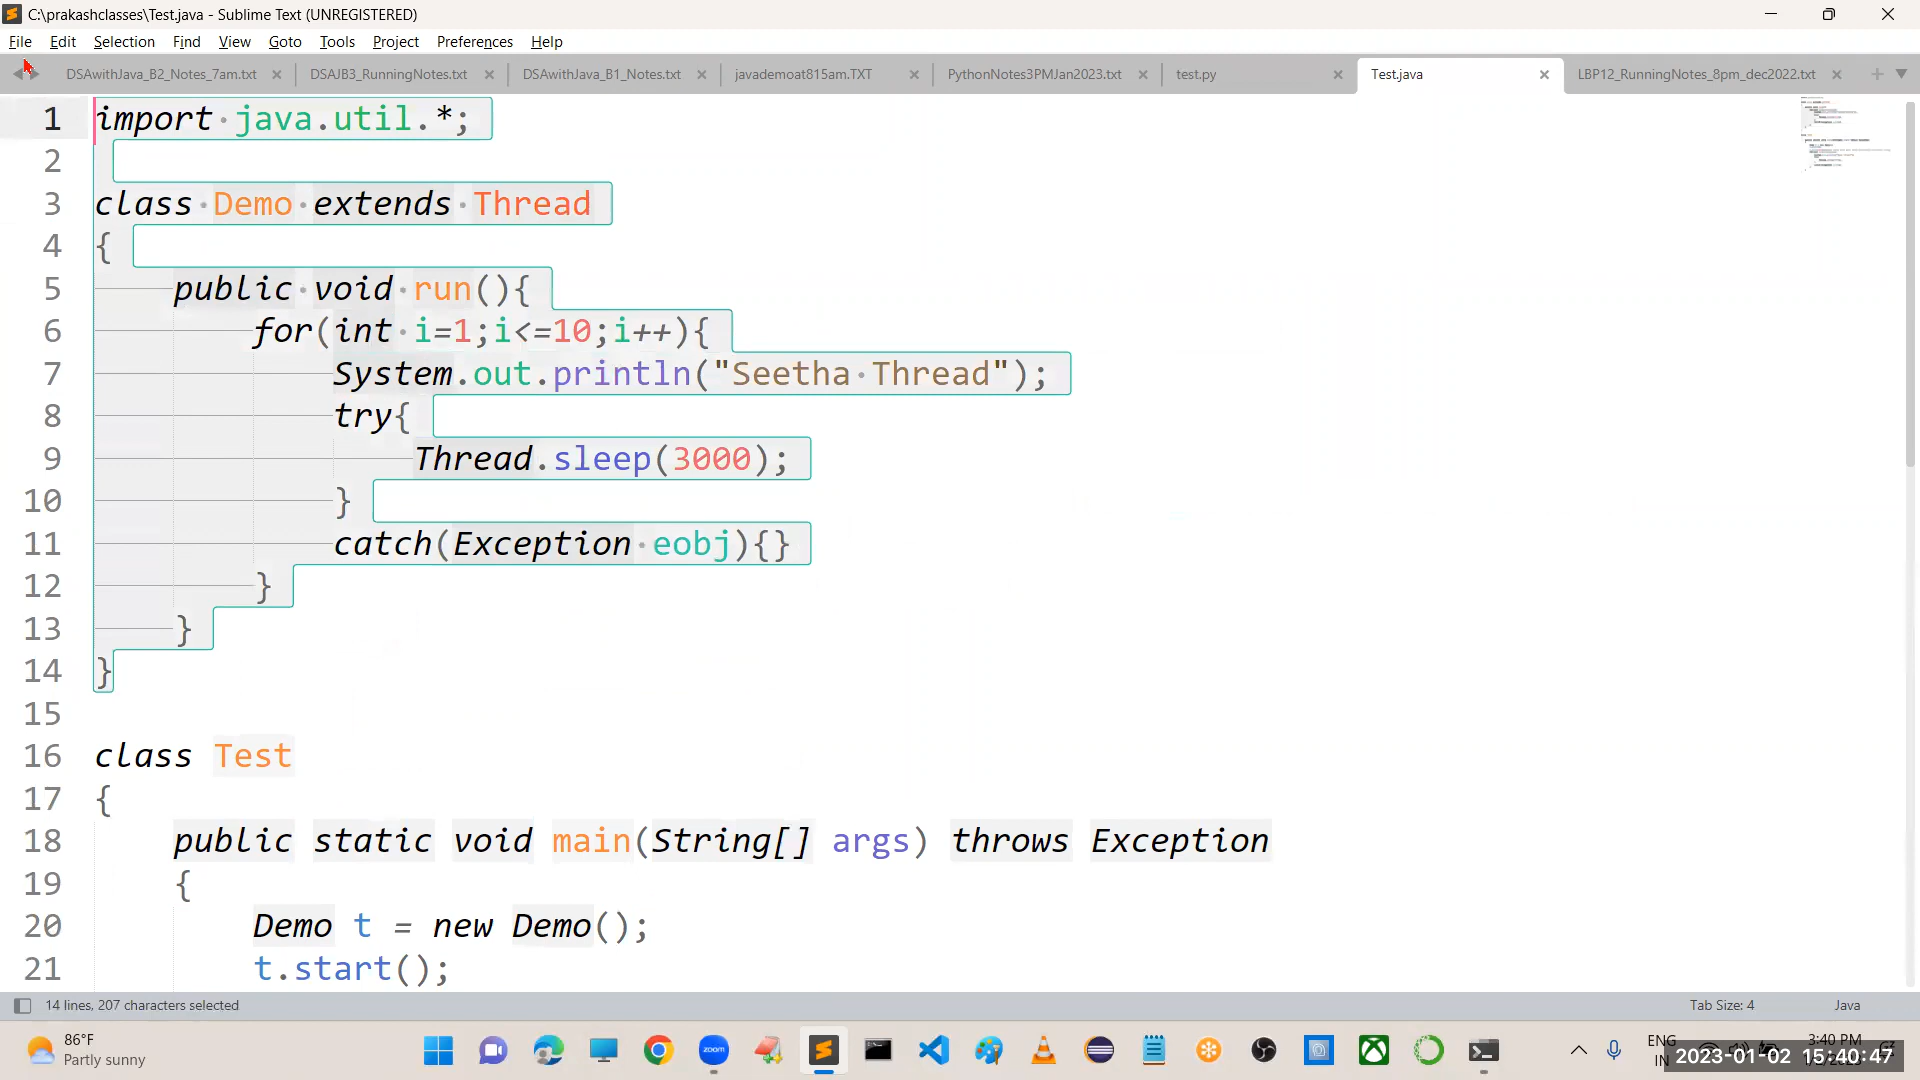 C:\prakashclasses\Test.java - Sublime Text (UNREGISTERED)
File Edit Selection Find View Goto Tools Project Preferences Help
DSAwithJava_B2_Notes_7am.txt DSAJB3_RunningNotes.txt DSAwithJava_B1_Notes.txt javademoat815am.TXT PythonNotes3PMJan2023.txt test.py Test.java LBP12_RunningNotes_8pm_dec2022.txt
1 import java.util.*;
2
3 class Demo extends Thread
4 {
5 public void run(){
6 for(int i=1;i<=10;i++){
7 System.out.println("Seetha Thread");
8 try{
9 Thread.sleep(3000);
10 }
11 catch(Exception eobj){}
12 }
13 }
14 }
15
16 class Test
17 {
18 public static void main(String[] args) throws Exception
19 {
20 Demo t = new Demo();
21 t.start();
14 lines, 207 characters selected Tab Size: 4 Java
86°F
Partly sunny
zoom
ENG
IN
3:40 PM
2023-01-02 15:40:47